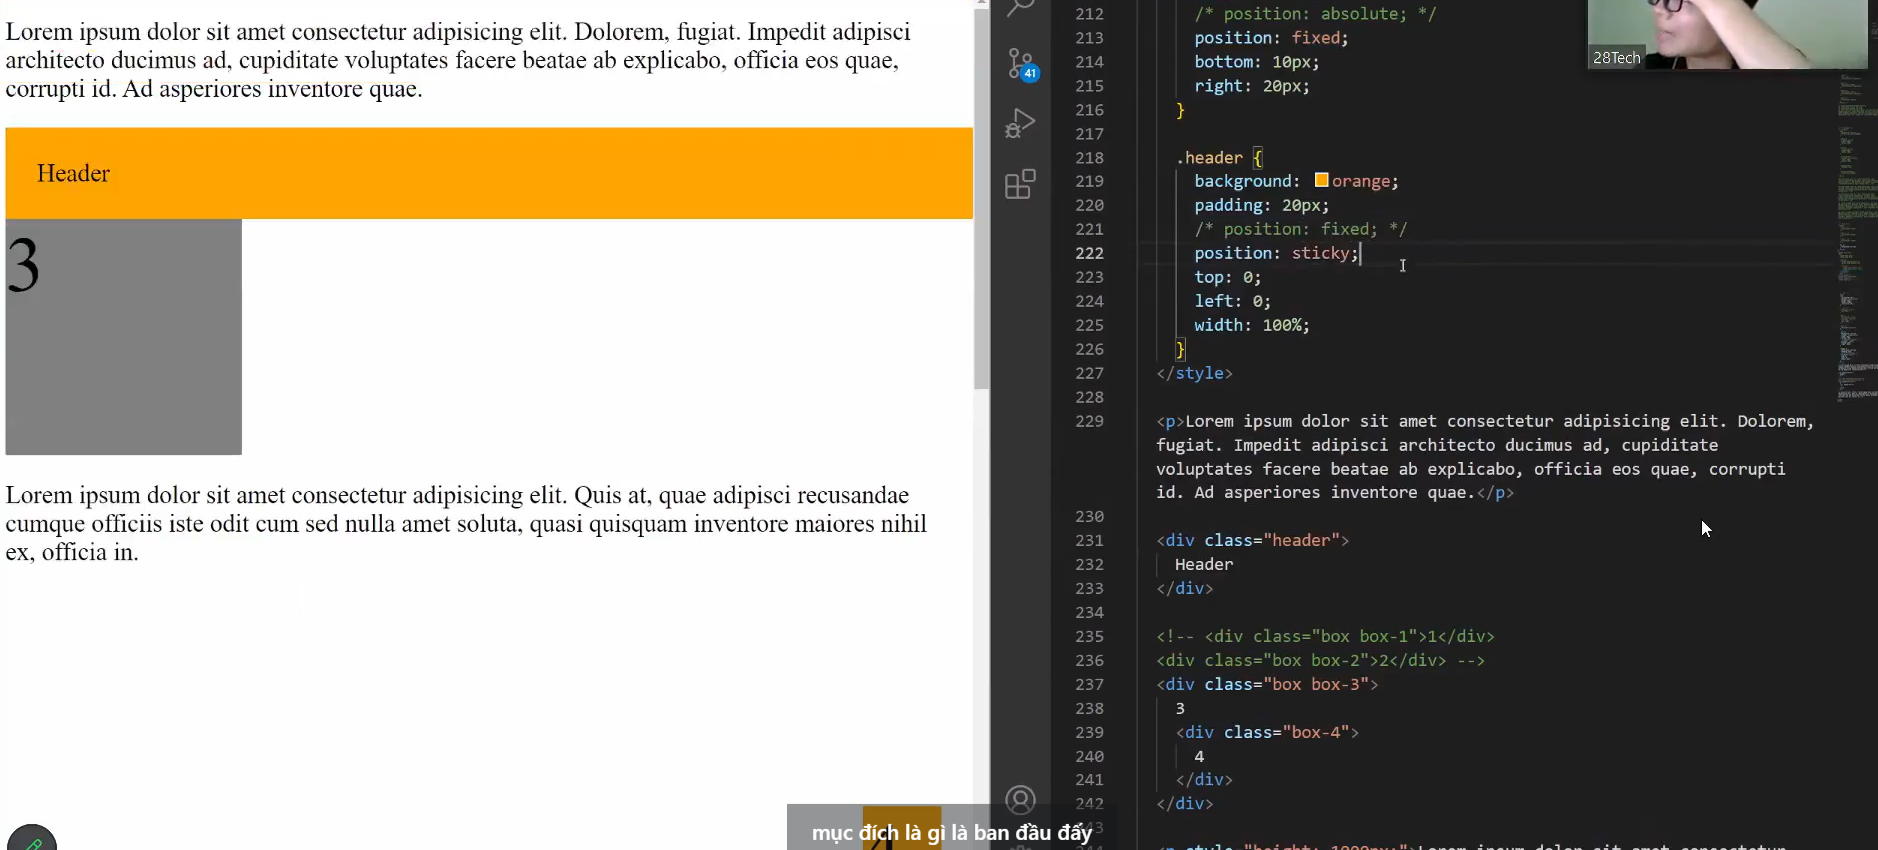 Lorem ipsum dolor sit amet consectetur adipisicing elit. Dolorem, fugiat. Impedit adipisci
architecto ducimus ad, cupiditate voluptates facere beatae ab explicabo, officia eos quae,
corrupti id. Ad asperiores inventore quae.
Header
3
Lorem ipsum dolor sit amet consectetur adipisicing elit. Quis at, quae adipisci recusandae
cumque officiis iste odit cum sed nulla amet soluta, quasi quisquam inventore maiores nihil
ex, officia in.
41
212 /* position: absolute; */
213 position: fixed;
214 bottom: 10px;
215 right: 20px;
216 }
217
218 .header {
219 background: orange;
220 padding: 20px;
221 /* position: fixed; */
222 position: sticky;
223 top: 0;
224 left: 0;
225 width: 100%;
226 }
227 </style>
228
229 <p>Lorem ipsum dolor sit amet consectetur adipisicing elit. Dolorem,
fugiat. Impedit adipisci architecto ducimus ad, cupiditate
voluptates facere beatae ab explicabo, officia eos quae, corrupti
id. Ad asperiores inventore quae.</p>
230
231 <div class="header">
232 Header
233 </div>
234
235 <!-- <div class="box box-1">1</div>
236 <div class="box box-2">2</div> -->
237 <div class="box box-3">
238 3
239 <div class="box-4">
240 4
241 </div>
242 </div>
28Tech
mục đích là gì là ban đầu đấy